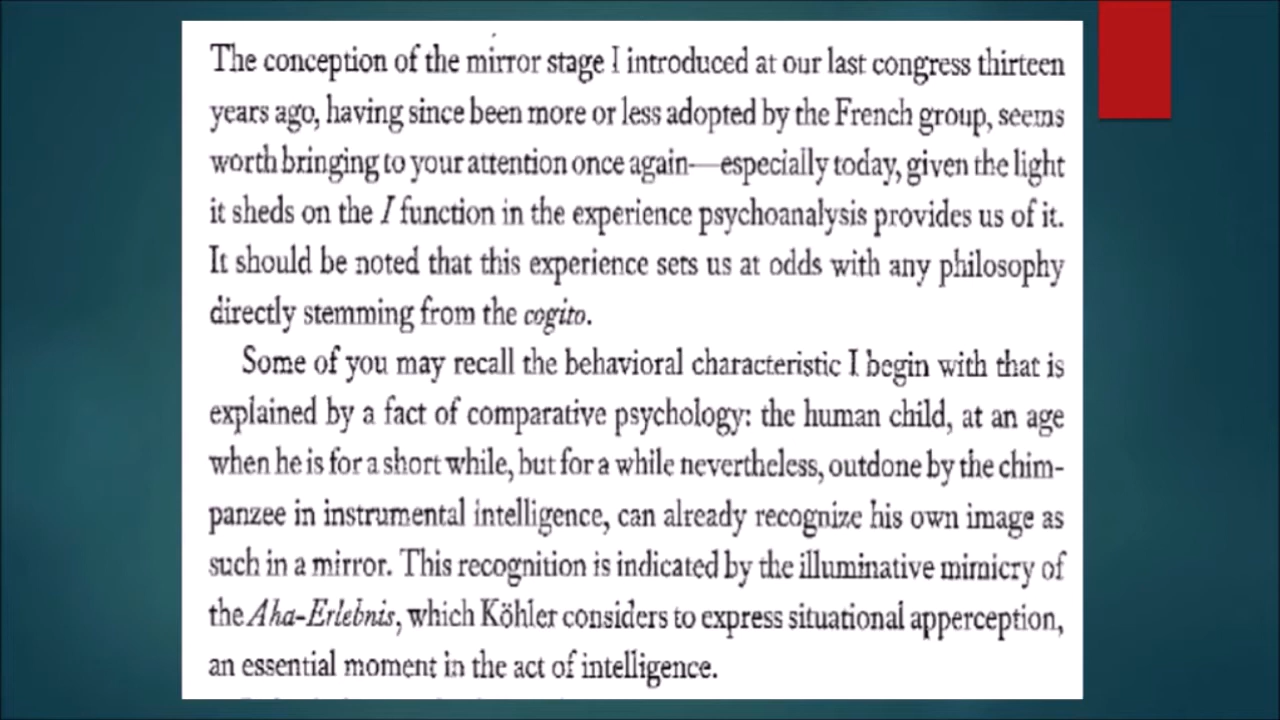 The conception of the mirror stage I introduced at our last congress thirteen
years ago, having since been more or less adopted by the French group, seems
worth bringing to your attention once again—especially today, given the light
it sheds on the I function in the experience psychoanalysis provides us of it.
It should be noted that this experience sets us at odds with any philosophy
directly stemming from the cogito.
Some of you may recall the behavioral characteristic I begin with that is
explained by a fact of comparative psychology: the human child, at an age
when he is for a short while, but for a while nevertheless, outdone by the chim-
panzee in instrumental intelligence, can already recognize his own image as
such in a mirror. This recognition is indicated by the illuminative mimicry of
the Aha-Erlebnis, which Köhler considers to express situational apperception,
an essential moment in the act of intelligence.